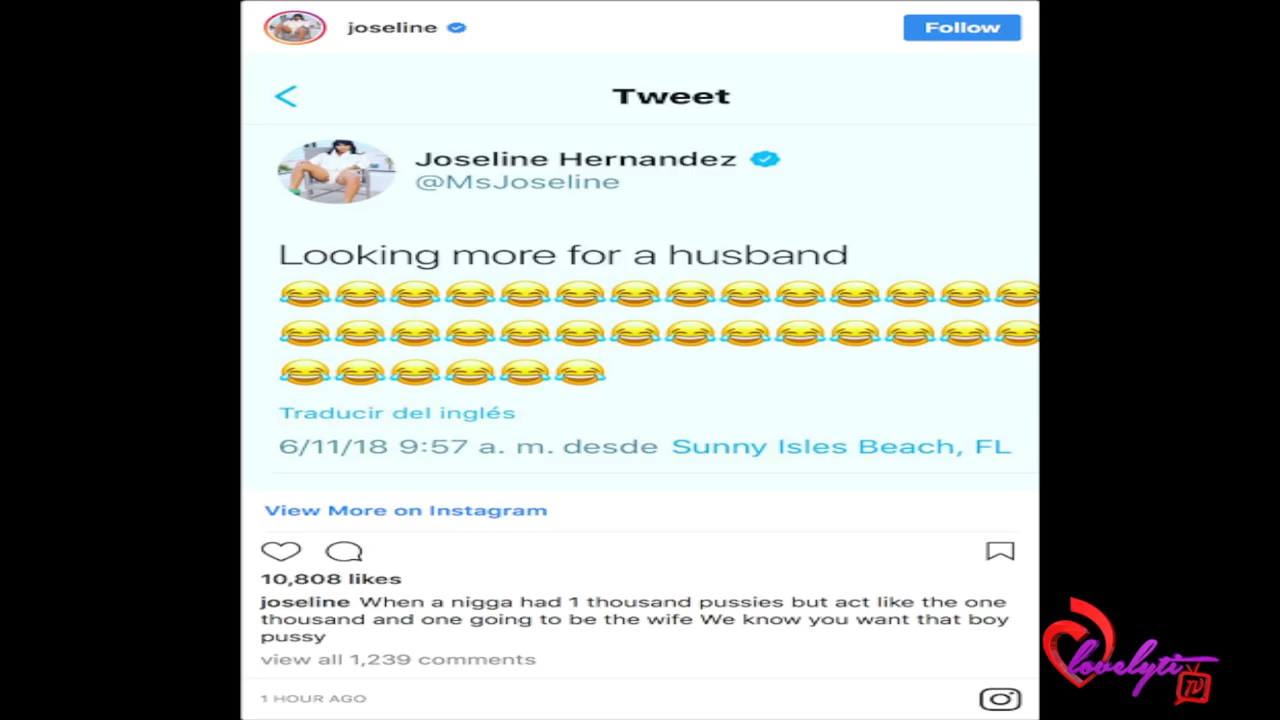 joseline
Follow
Tweet
Joseline Hernandez
@MsJoseline
Looking more for a husband
😂😂😂😂😂😂😂😂😂😂😂😂😂😂
😂😂😂😂😂😂😂😂😂😂😂😂😂😂
😂😂😂😂😂😂
Traducir del inglés
6/11/18 9:57 a. m. desde Sunny Isles Beach, FL
View More on Instagram
10,808 likes
joseline When a nigga had 1 thousand pussies but act like the one
thousand and one going to be the wife We know you want that boy
pussy
view all 1,239 comments
1 HOUR AGO
lovelyti
TV